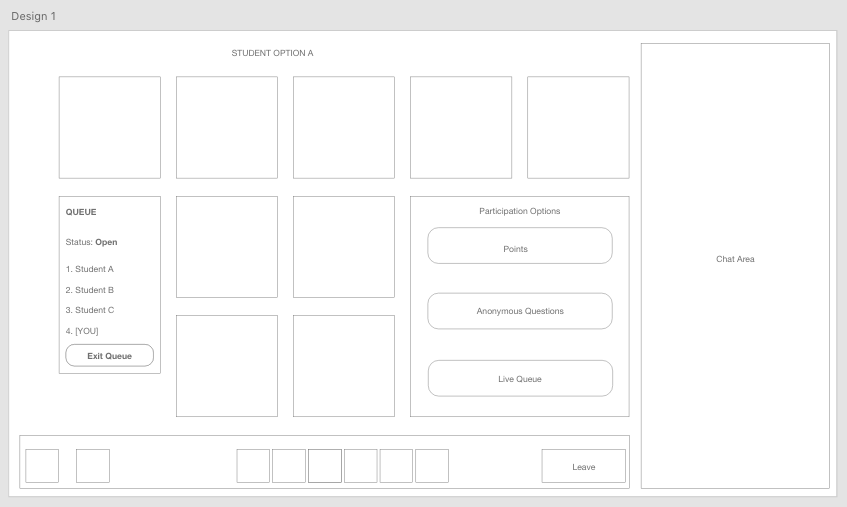 Design 1
STUDENT OPTION A
QUEUE
Status: Open
1. Student A
2. Student B
3. Student C
4. [YOU]
Exit Queue
Participation Options
Points
Anonymous Questions
Live Queue
Chat Area
Leave